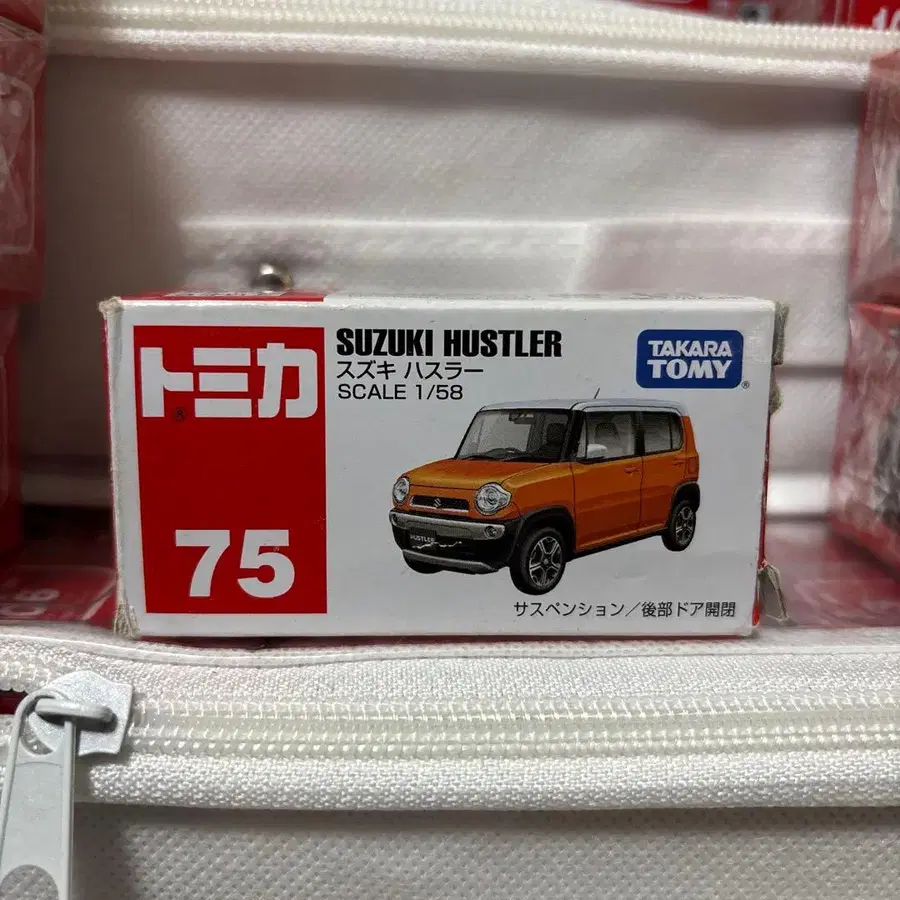 トミカ
®
75
SUZUKI HUSTLER
スズキ ハスラー
SCALE 1/58
TAKARA
TOMY
®
HUSTLER
サスペンション／後部ドア開閉